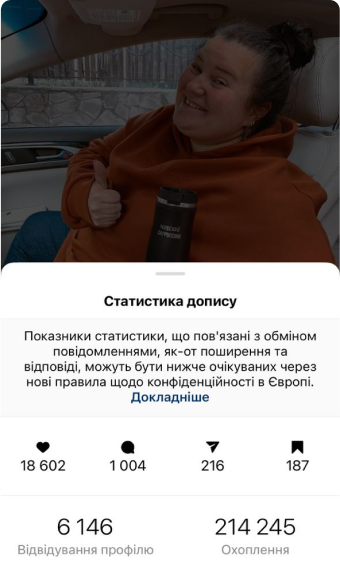 Статистика допису
Показники статистики, що пов'язані з обміном
повідомленнями, як-от поширення та
відповіді, можуть бути нижче очікуваних через
нові правила щодо конфіденційності в Європі.
Докладніше
18 602 1 004 216 187
6 146 214 245
Відвідування профілю Охоплення